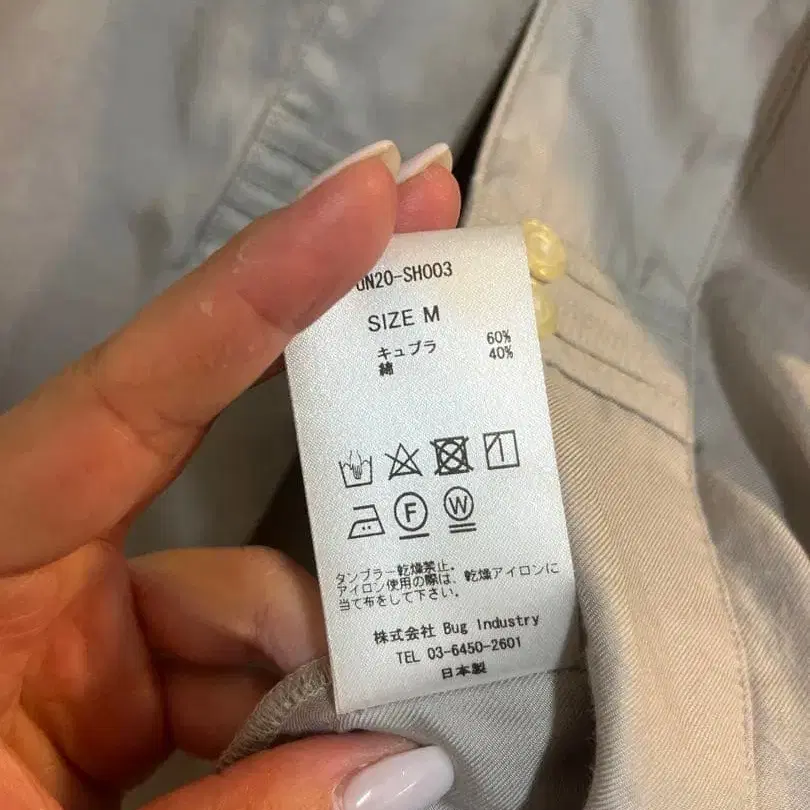 UN20-SH003
SIZE M
キュプラ 60%
綿 40%
F W
タンブラー乾燥禁止。
アイロン使用の際は、乾燥アイロンに
当て布をして下さい。
株式会社 Bug Industry
TEL 03-6450-2601
日本製